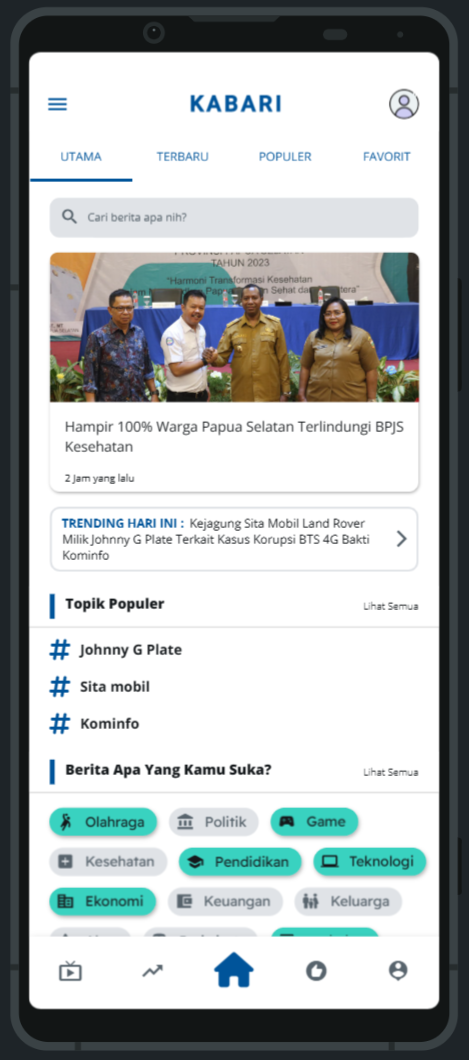 KABARI
UTAMA TERBARU POPULER FAVORIT
Cari berita apa nih?
TAHUN 2023
"Harmoni Transformasi Kesehatan
Hampir 100% Warga Papua Selatan Terlindungi BPJS
Kesehatan
2 Jam yang lalu
TRENDING HARI INI : Kejagung Sita Mobil Land Rover
Milik Johnny G Plate Terkait Kasus Korupsi BTS 4G Bakti
Kominfo
Topik Populer Lihat Semua
# Johnny G Plate
# Sita mobil
# Kominfo
Berita Apa Yang Kamu Suka? Lihat Semua
Olahraga Politik Game
Kesehatan Pendidikan Teknologi
Ekonomi Keuangan Keluarga